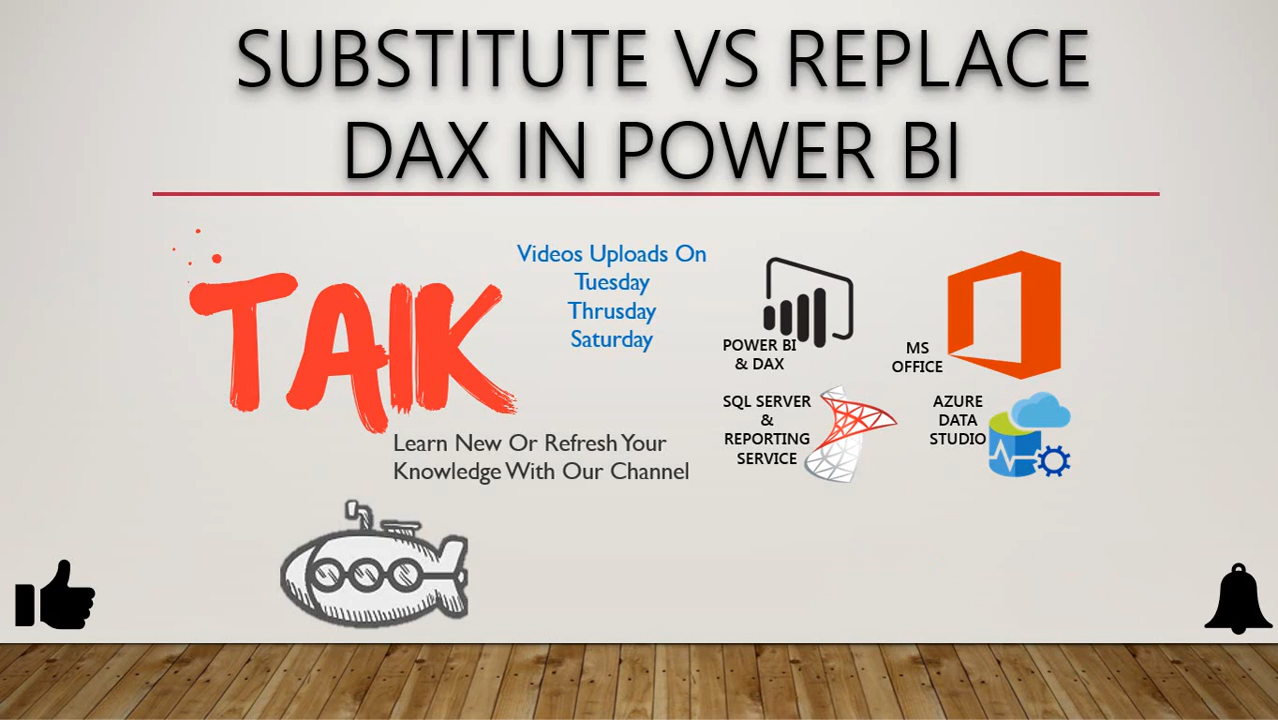 SUBSTITUTE VS REPLACE
DAX IN POWER BI
TAIK
Videos Uploads On
Tuesday
Thrusday
Saturday
Learn New Or Refresh Your
Knowledge With Our Channel
POWER BI
& DAX
MS
OFFICE
SQL SERVER
&
REPORTING
SERVICE
AZURE
DATA
STUDIO